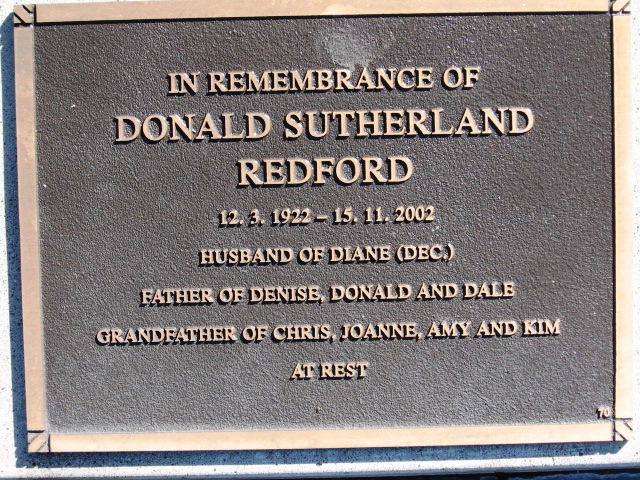 IN REMEMBRANCE OF
DONALD SUTHERLAND
REDFORD
12. 3. 1922 – 15. 11. 2002
HUSBAND OF DIANE (DEC.)
FATHER OF DENISE, DONALD AND DALE
GRANDFATHER OF CHRIS, JOANNE, AMY AND KIM
AT REST
70